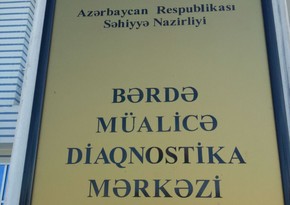 Azərbaycan Respublikası
Səhiyyə Nazirliyi
BƏRDƏ
MÜALİCƏ
DİAQNOSTİKA
MƏRKƏZİ